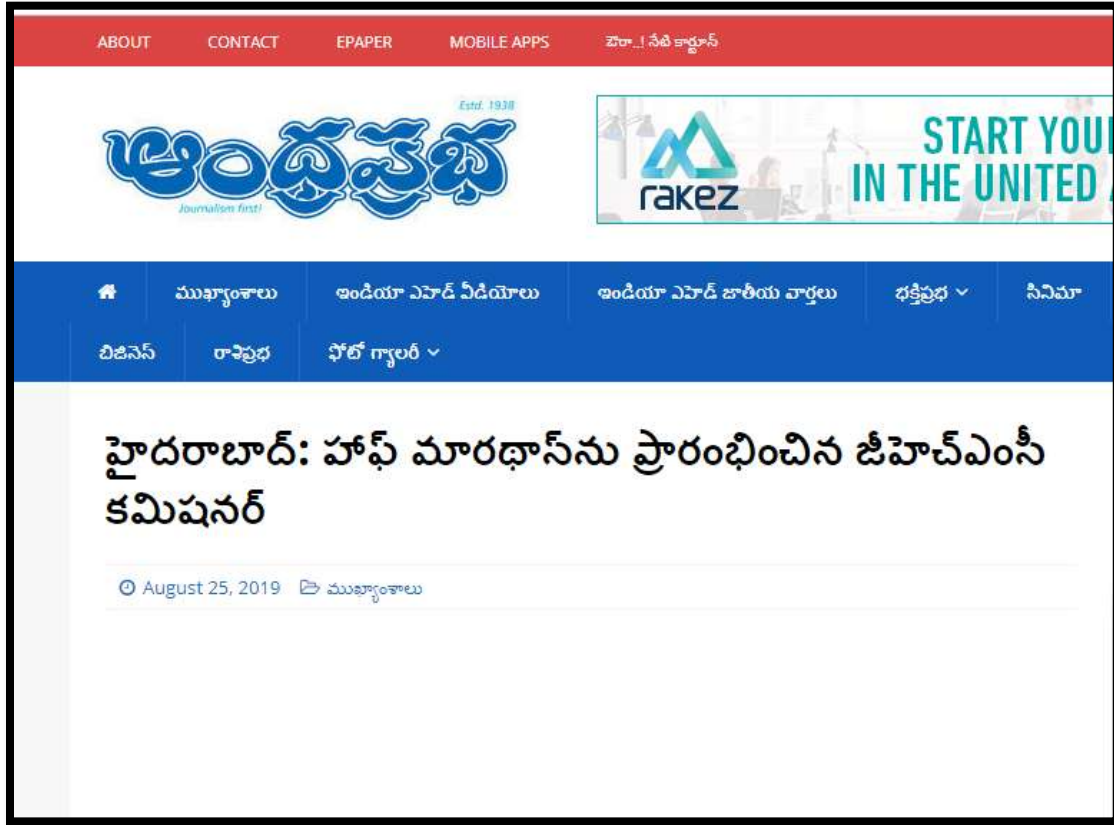 ABOUT CONTACT EPAPER MOBILE APPS ఔరా..! నేటి కార్టూన్
Estd. 1938
ఆంధ్రప్రభ
Journalism first!
rakez
START YOU
IN THE UNITED
ముఖ్యాంశాలు ఇండియా ఎహెడ్ వీడియోలు ఇండియా ఎహెడ్ జాతీయ వార్తలు భక్తిప్రభ సినిమా
బిజినెస్ రాశిప్రభ ఫోటో గ్యాలరీ
హైదరాబాద్: హాఫ్ మారథాన్‌ను ప్రారంభించిన జీహెచ్ఎంసీ
కమిషనర్
August 25, 2019 ముఖ్యాంశాలు